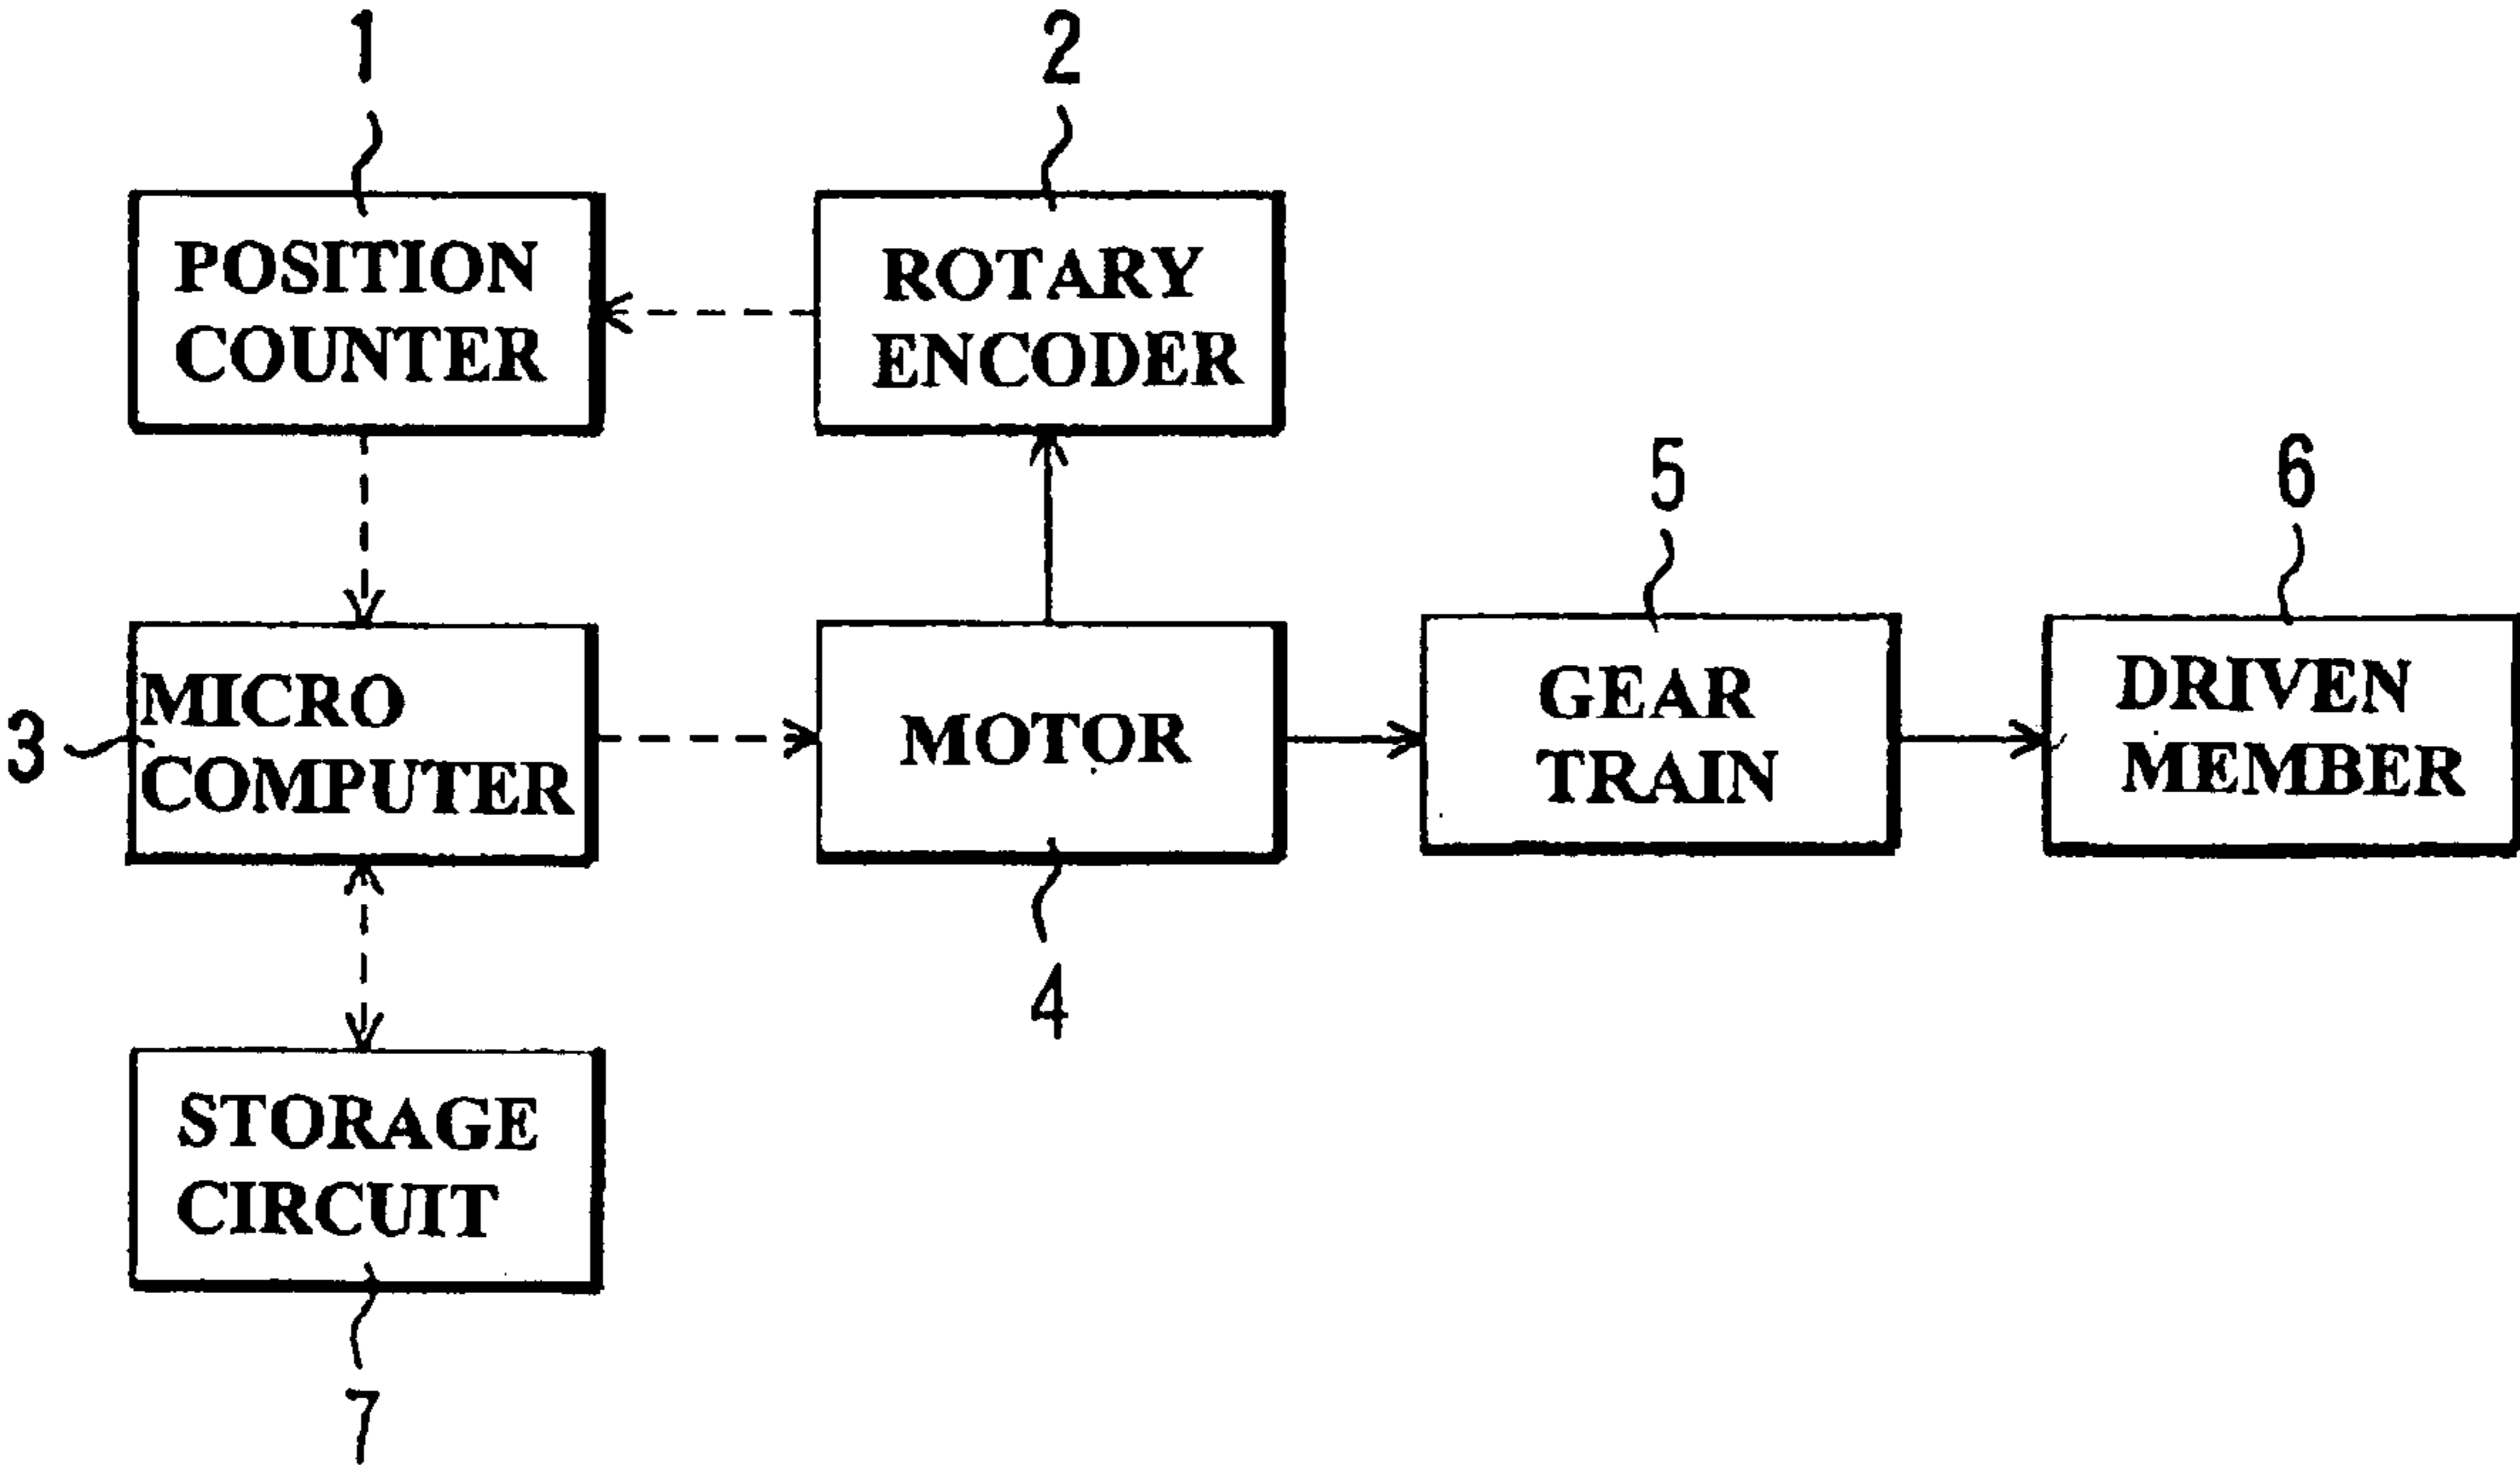 1
2
POSITION
COUNTER
ROTARY
ENCODER
5
6
3
MICRO
COMPUTER
MOTOR
GEAR
TRAIN
DRIVEN
MEMBER
4
STORAGE
CIRCUIT
7